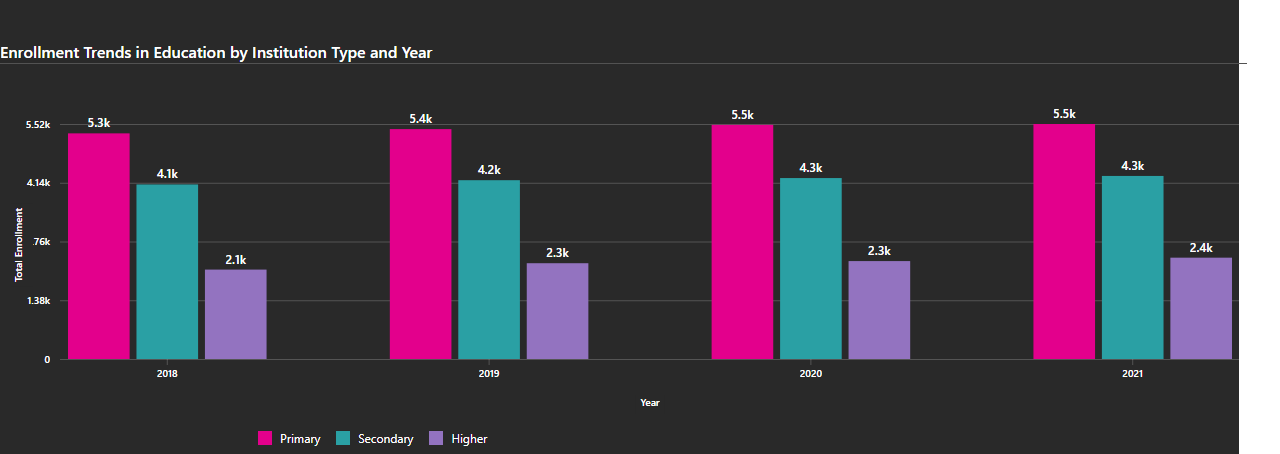 Enrollment Trends in Education by Institution Type and Year
5.52k
4.14k
.76k
1.38k
0
Total Enrollment
5.3k
4.1k
2.1k
5.4k
4.2k
2.3k
5.5k
4.3k
2.3k
5.5k
4.3k
2.4k
2018 2019 2020 2021
Year
Primary Secondary Higher